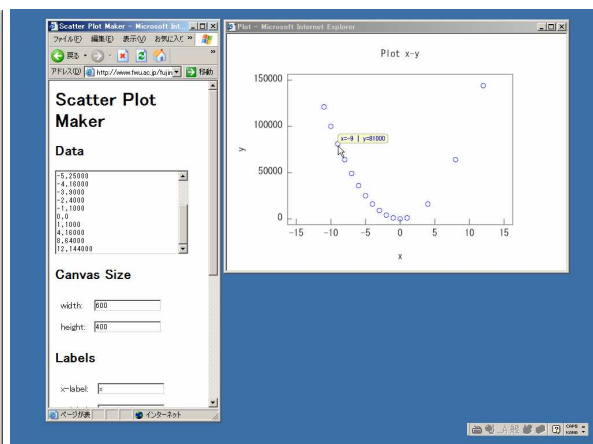 Scatter Plot Maker - Microsoft Int...
ファイル(F) 編集(E) 表示(V) お気に入(
戻る
アドレス(D) http://www.fwu.ac.jp/fujin 移動
Scatter Plot
Maker
Data
-5,25000
-4,16000
-3,9000
-2,4000
-1,1000
0,0
1,1000
4,16000
8,64000
12,144000
Canvas Size
width: 600
height: 400
Labels
x-label: x
ページが表 インターネット
Plot - Microsoft Internet Explorer
Plot x-y
150000
100000
50000
0
y
x=-9 | y=81000
-15 -10 -5 0 5 10 15
x
A 般
CAPS
KANA